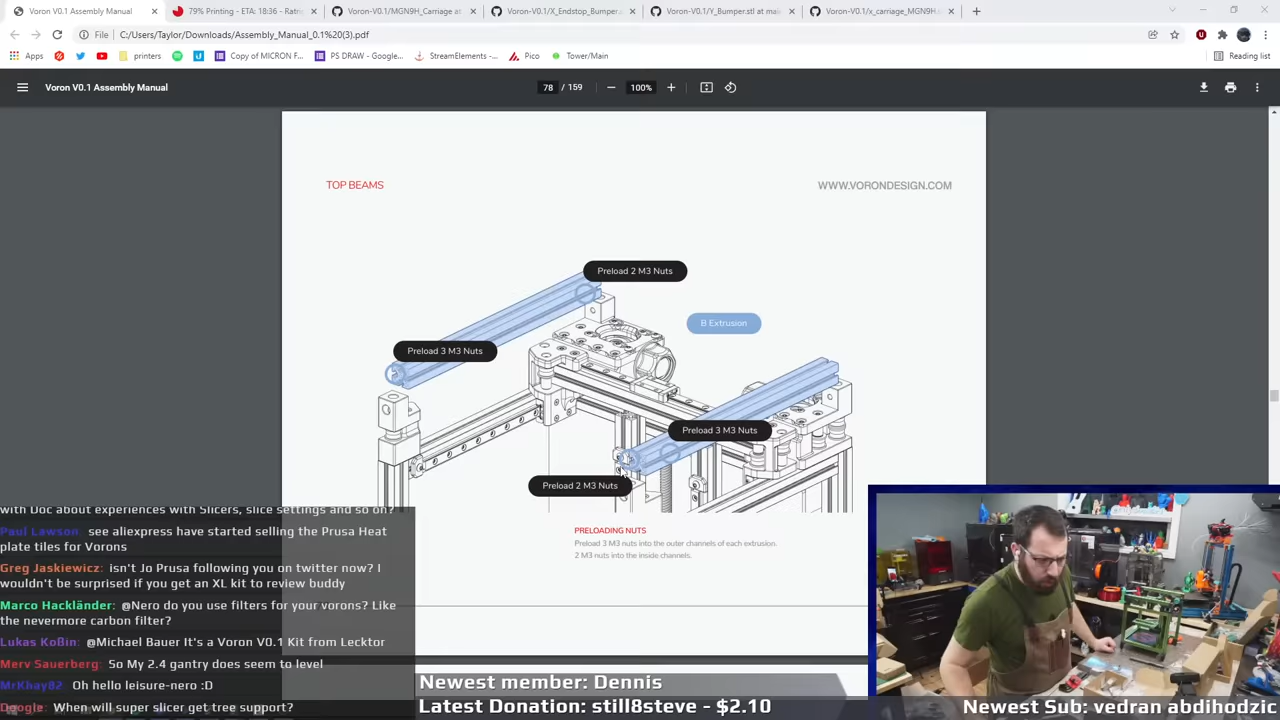 Voron V0.1 Assembly Manual
79% Printing - ETA: 18:36 - Ratrig
Voron-V0.1/MGN9H_Carriage at
Voron-V0.1/X_Endstop_Bumper.s
Voron-V0.1/Y_Bumper.stl at main
Voron-V0.1/x_carriage_MGN9H.s
File C:/Users/Taylor/Downloads/Assembly_Manual_0.1%20(3).pdf
Apps
printers
Copy of MICRON F...
PS DRAW - Google...
StreamElements -...
Pico
Tower/Main
Reading list
Voron V0.1 Assembly Manual
78 / 159
100%
TOP BEAMS
WWW.VORONDESIGN.COM
Preload 2 M3 Nuts
B Extrusion
Preload 3 M3 Nuts
Preload 3 M3 Nuts
Preload 2 M3 Nuts
PRELOADING NUTS
Preload 3 M3 nuts into the outer channels of each extrusion.
2 M3 nuts into the inside channels.
with Doc about experiences with Slicers, slice settings and so on?
Paul Lawson: see aliexpress have started selling the Prusa Heat
plate tiles for Vorons
Greg Jaskiewicz: isn't Jo Prusa following you on twitter now? I
wouldn't be surprised if you get an XL kit to review buddy
Marco Hackländer: @Nero do you use filters for your vorons? Like
the nevermore carbon filter?
Lukas Koßin: @Michael Bauer It's a Voron V0.1 Kit from Lecktor
Merv Sauerberg: So My 2.4 gantry does seem to level
MrKhay82: Oh hello leisure-nero :D
When will super slicer get tree support?
Newest member: Dennis
Latest Donation: still8steve - $2.10
Newest Sub: vedran abdihodzic